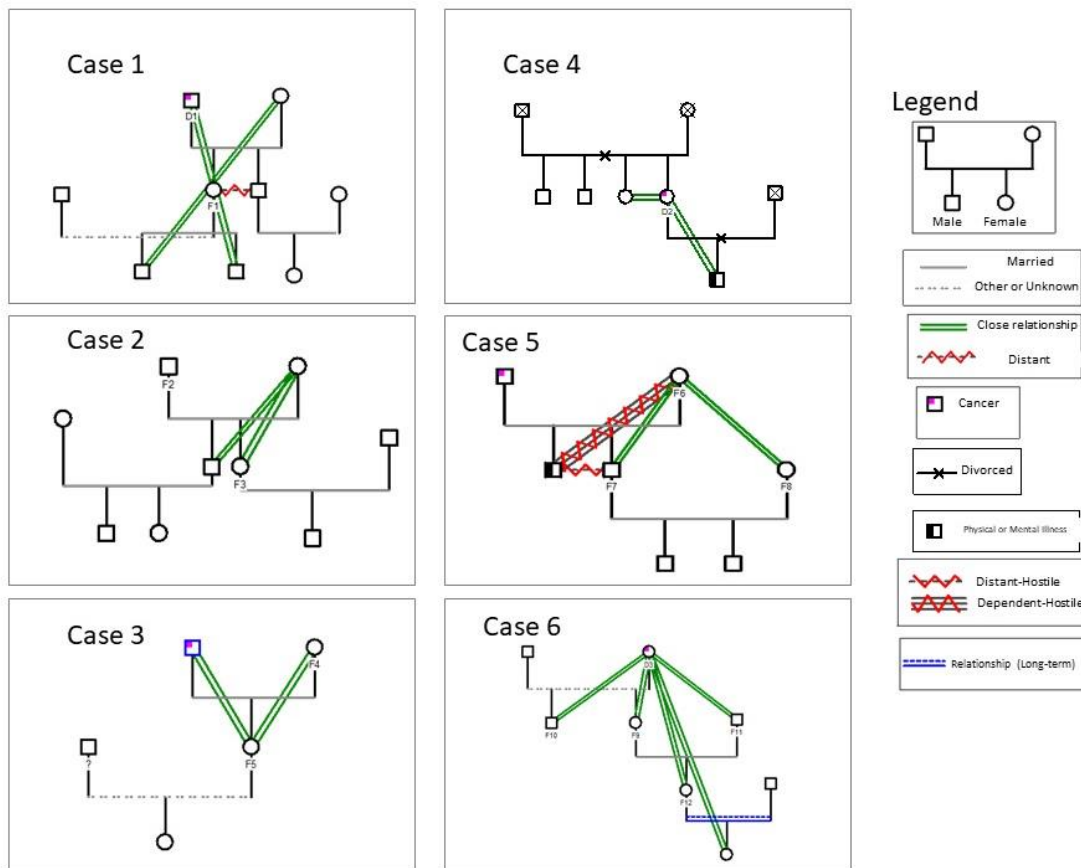 Case 1
D1
F1
Case 4
D2
Case 2
F2
F3
Case 5
F6
F7
F8
Case 3
F4
F5
?
Case 6
D3
F10
F9
F11
F12
Legend
Male Female
Married
Other or Unknown
Close relationship
Distant
Cancer
Divorced
Physical or Mental Illness
Distant-Hostile
Dependent-Hostile
Relationship (Long-term)